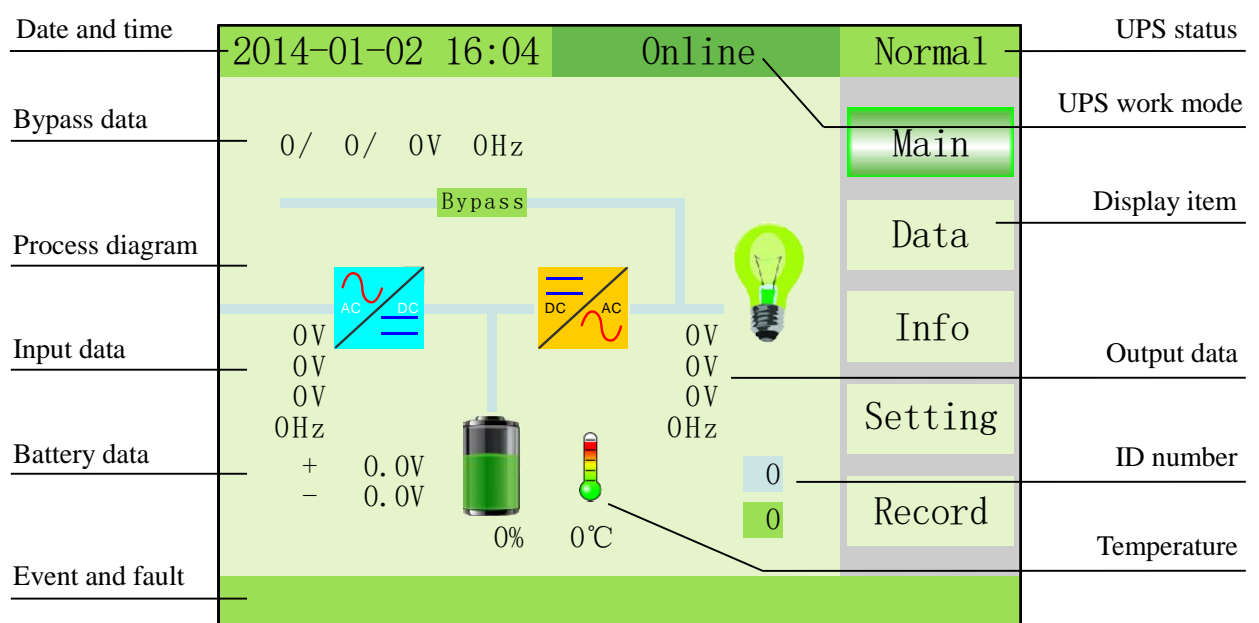 Date and time
UPS status
2014-01-02 16:04
Online
Normal
UPS work mode
Bypass data
0/ 0/ 0V 0Hz
Main
Bypass
Display item
Process diagram
Data
AC
DC
DC
AC
Input data
0V
0V
0V
0Hz
0V
0V
0V
0Hz
Info
Output data
Setting
Battery data
+ 0.0V
- 0.0V
0%
0℃
0
0
ID number
Record
Temperature
Event and fault